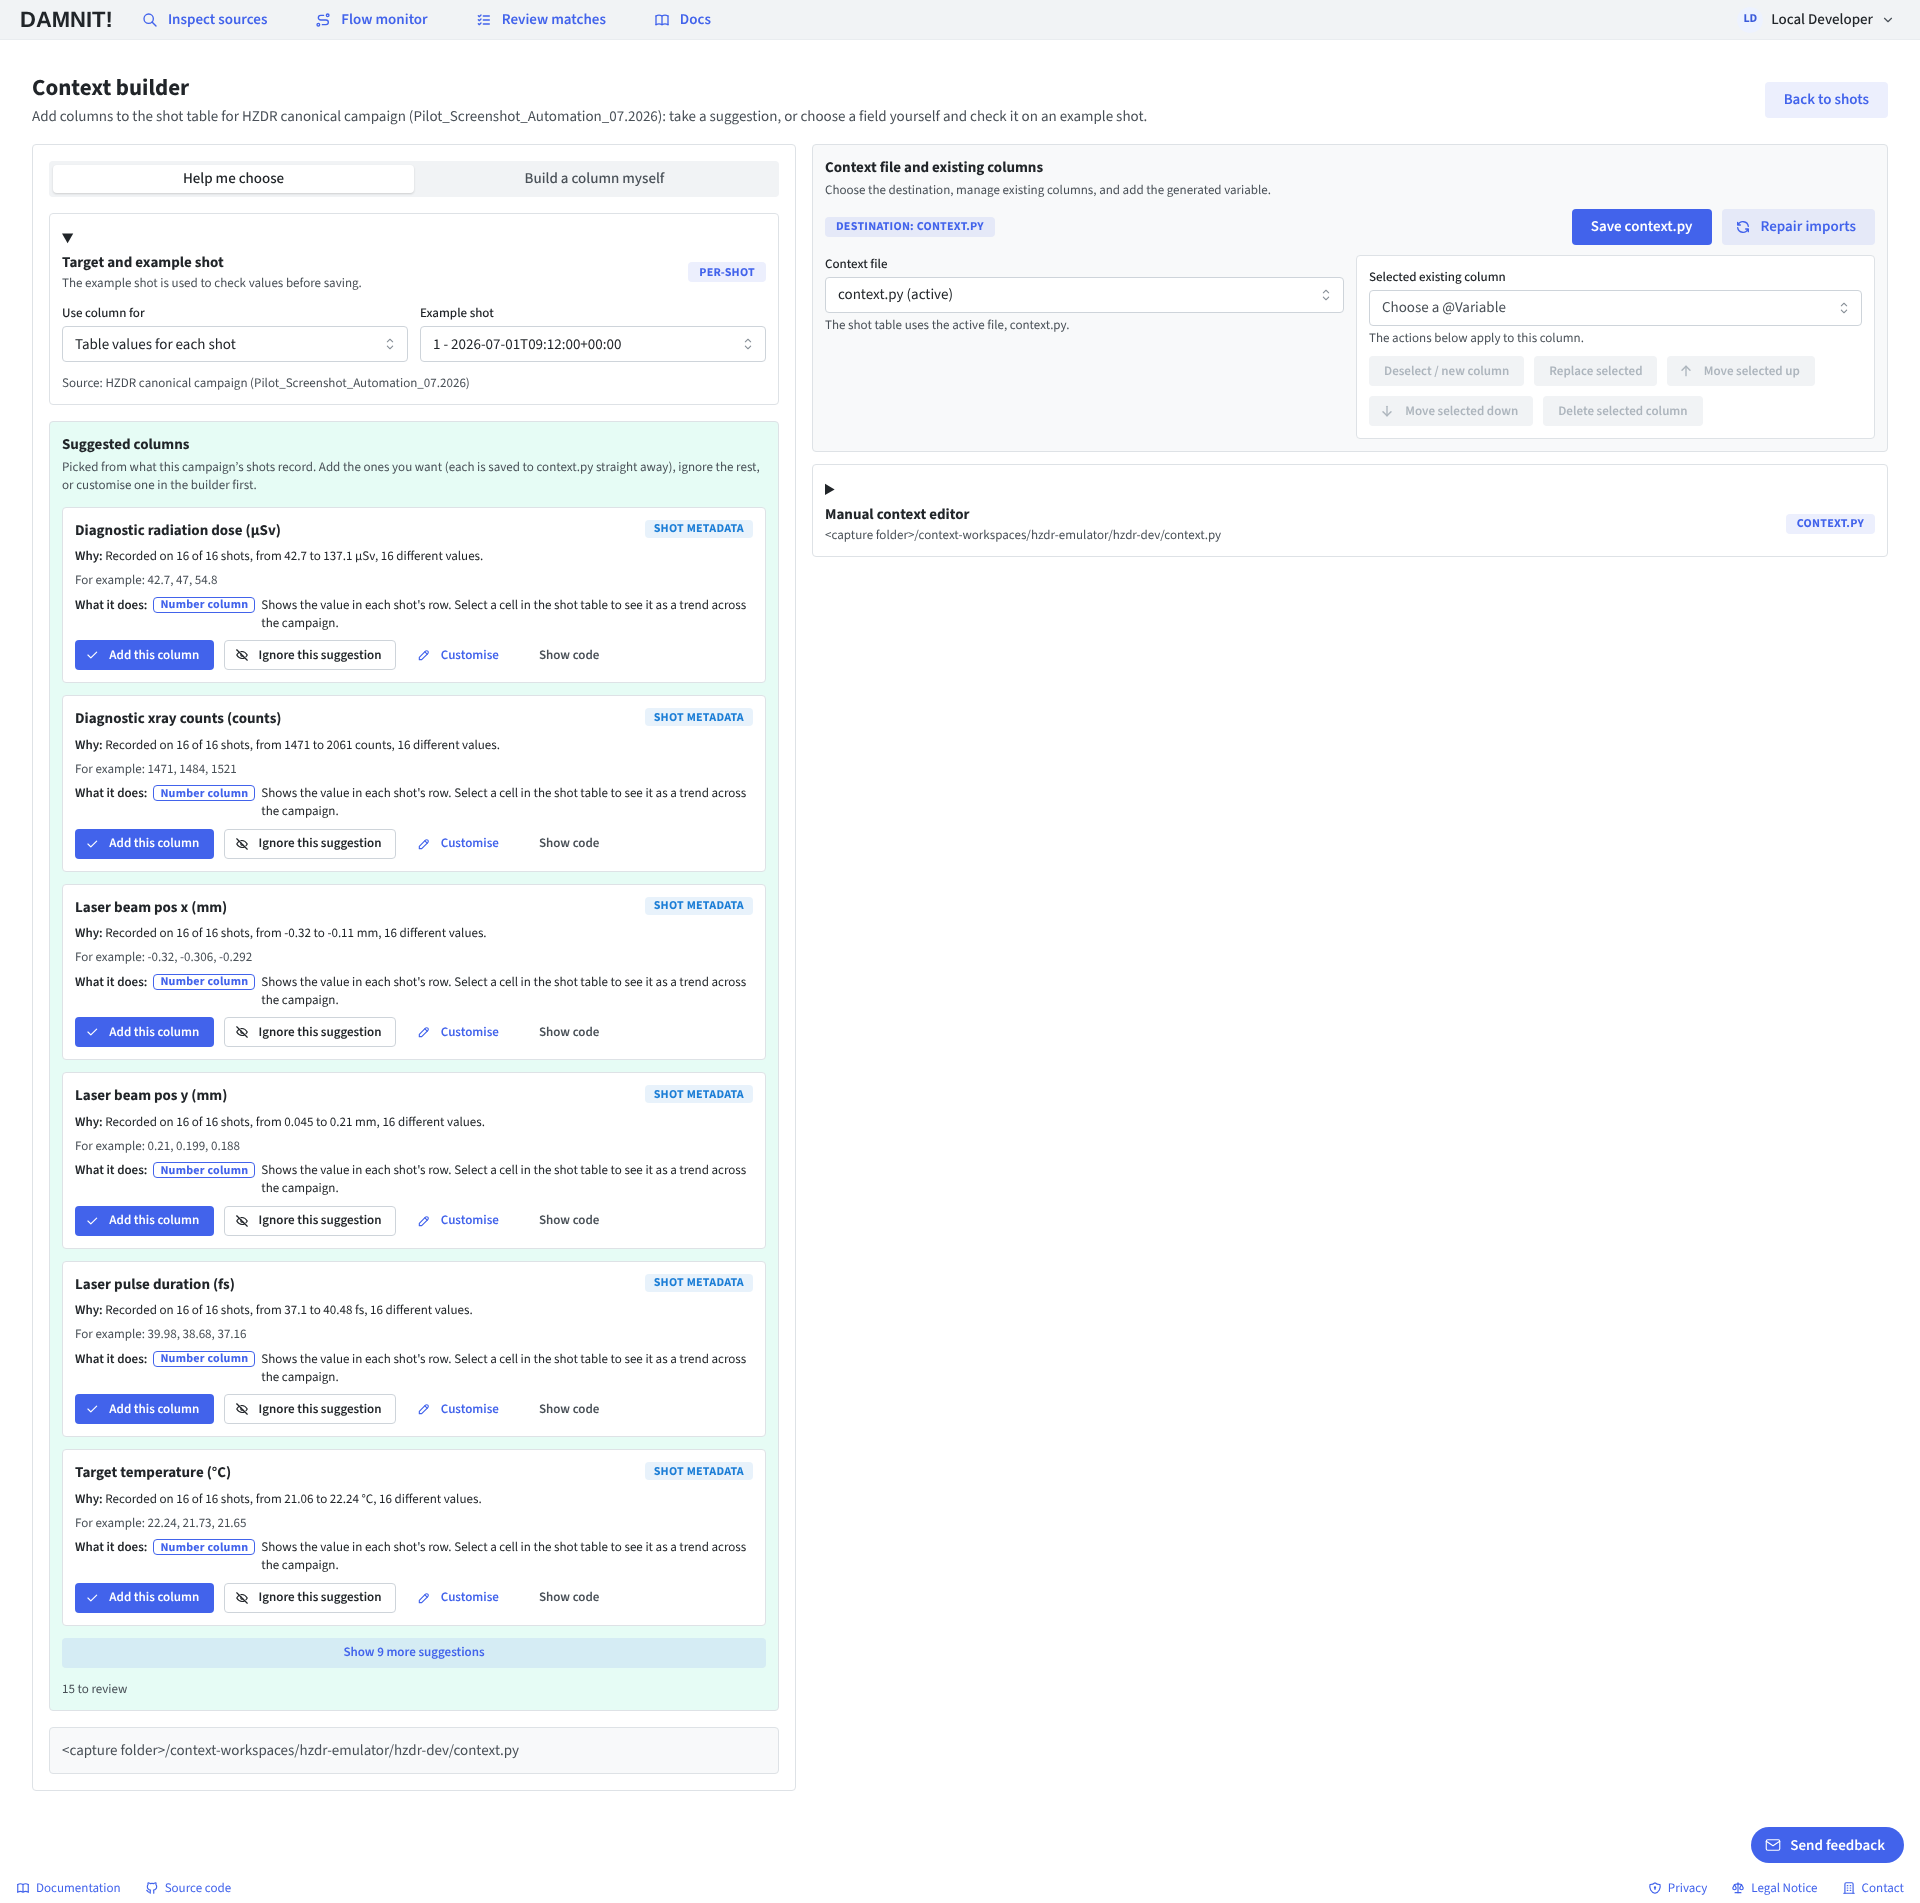 DAMNIT!
Inspect sources
Flow monitor
Review matches
Docs
LD
Local Developer
Context builder
Add columns to the shot table for HZDR canonical campaign (Pilot_Screenshot_Automation_07.2026): take a suggestion, or choose a field yourself and check it on an example shot.
Back to shots
Help me choose
Build a column myself
Target and example shot
The example shot is used to check values before saving.
PER-SHOT
Use column for
Table values for each shot
Example shot
1 - 2026-07-01T09:12:00+00:00
Source: HZDR canonical campaign (Pilot_Screenshot_Automation_07.2026)
Suggested columns
Picked from what this campaign's shots record. Add the ones you want (each is saved to context.py straight away), ignore the rest,
or customise one in the builder first.
Diagnostic radiation dose (µSv)
SHOT METADATA
Why: Recorded on 16 of 16 shots, from 42.7 to 137.1 µSv, 16 different values.
For example: 42.7, 47, 54.8
What it does: Number column Shows the value in each shot's row. Select a cell in the shot table to see it as a trend across
the campaign.
Add this column
Ignore this suggestion
Customise
Show code
Diagnostic xray counts (counts)
SHOT METADATA
Why: Recorded on 16 of 16 shots, from 1471 to 2061 counts, 16 different values.
For example: 1471, 1484, 1521
What it does: Number column Shows the value in each shot's row. Select a cell in the shot table to see it as a trend across
the campaign.
Add this column
Ignore this suggestion
Customise
Show code
Laser beam pos x (mm)
SHOT METADATA
Why: Recorded on 16 of 16 shots, from -0.32 to -0.11 mm, 16 different values.
For example: -0.32, -0.306, -0.292
What it does: Number column Shows the value in each shot's row. Select a cell in the shot table to see it as a trend across
the campaign.
Add this column
Ignore this suggestion
Customise
Show code
Laser beam pos y (mm)
SHOT METADATA
Why: Recorded on 16 of 16 shots, from 0.045 to 0.21 mm, 16 different values.
For example: 0.21, 0.199, 0.188
What it does: Number column Shows the value in each shot's row. Select a cell in the shot table to see it as a trend across
the campaign.
Add this column
Ignore this suggestion
Customise
Show code
Laser pulse duration (fs)
SHOT METADATA
Why: Recorded on 16 of 16 shots, from 37.1 to 40.48 fs, 16 different values.
For example: 39.98, 38.68, 37.16
What it does: Number column Shows the value in each shot's row. Select a cell in the shot table to see it as a trend across
the campaign.
Add this column
Ignore this suggestion
Customise
Show code
Target temperature (°C)
SHOT METADATA
Why: Recorded on 16 of 16 shots, from 21.06 to 22.24 °C, 16 different values.
For example: 22.24, 21.73, 21.65
What it does: Number column Shows the value in each shot's row. Select a cell in the shot table to see it as a trend across
the campaign.
Add this column
Ignore this suggestion
Customise
Show code
Show 9 more suggestions
15 to review
<capture folder>/context-workspaces/hzdr-emulator/hzdr-dev/context.py
Context file and existing columns
Choose the destination, manage existing columns, and add the generated variable.
DESTINATION: CONTEXT.PY
Save context.py
Repair imports
Context file
context.py (active)
The shot table uses the active file, context.py.
Selected existing column
Choose a @Variable
The actions below apply to this column.
Deselect / new column
Replace selected
Move selected up
Move selected down
Delete selected column
Manual context editor
<capture folder>/context-workspaces/hzdr-emulator/hzdr-dev/context.py
CONTEXT.PY
Send feedback
Documentation
Source code
Privacy
Legal Notice
Contact